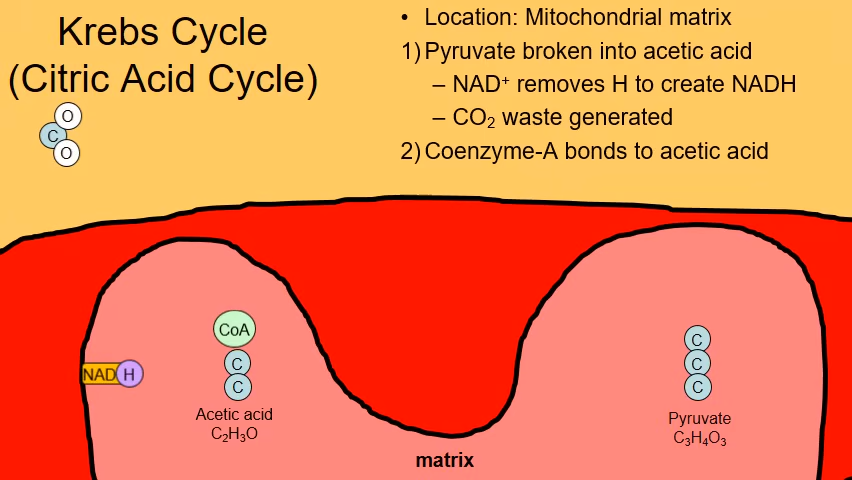 Krebs Cycle
(Citric Acid Cycle)
• Location: Mitochondrial matrix
1) Pyruvate broken into acetic acid
– NAD⁺ removes H to create NADH
– CO₂ waste generated
2) Coenzyme-A bonds to acetic acid
O
C
O
CoA
C
C
NAD H
Acetic acid
C₂H₃O
C
C
C
Pyruvate
C₃H₄O₃
matrix